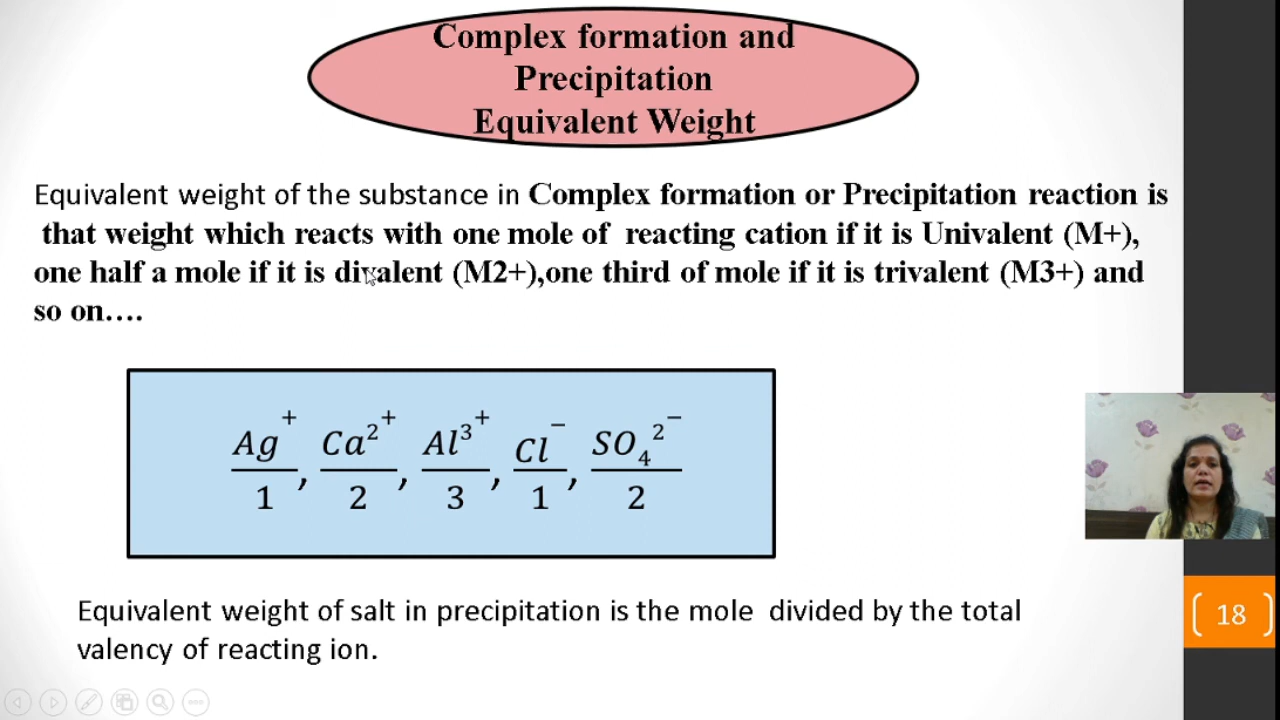 Complex formation and
Precipitation
Equivalent Weight
Equivalent weight of the substance in Complex formation or Precipitation reaction is
that weight which reacts with one mole of reacting cation if it is Univalent (M+),
one half a mole if it is divalent (M2+),one third of mole if it is trivalent (M3+) and
so on....
Ag⁺/1, Ca²⁺/2, Al³⁺/3, Cl⁻/1, SO₄²⁻/2
Equivalent weight of salt in precipitation is the mole divided by the total
valency of reacting ion.
18